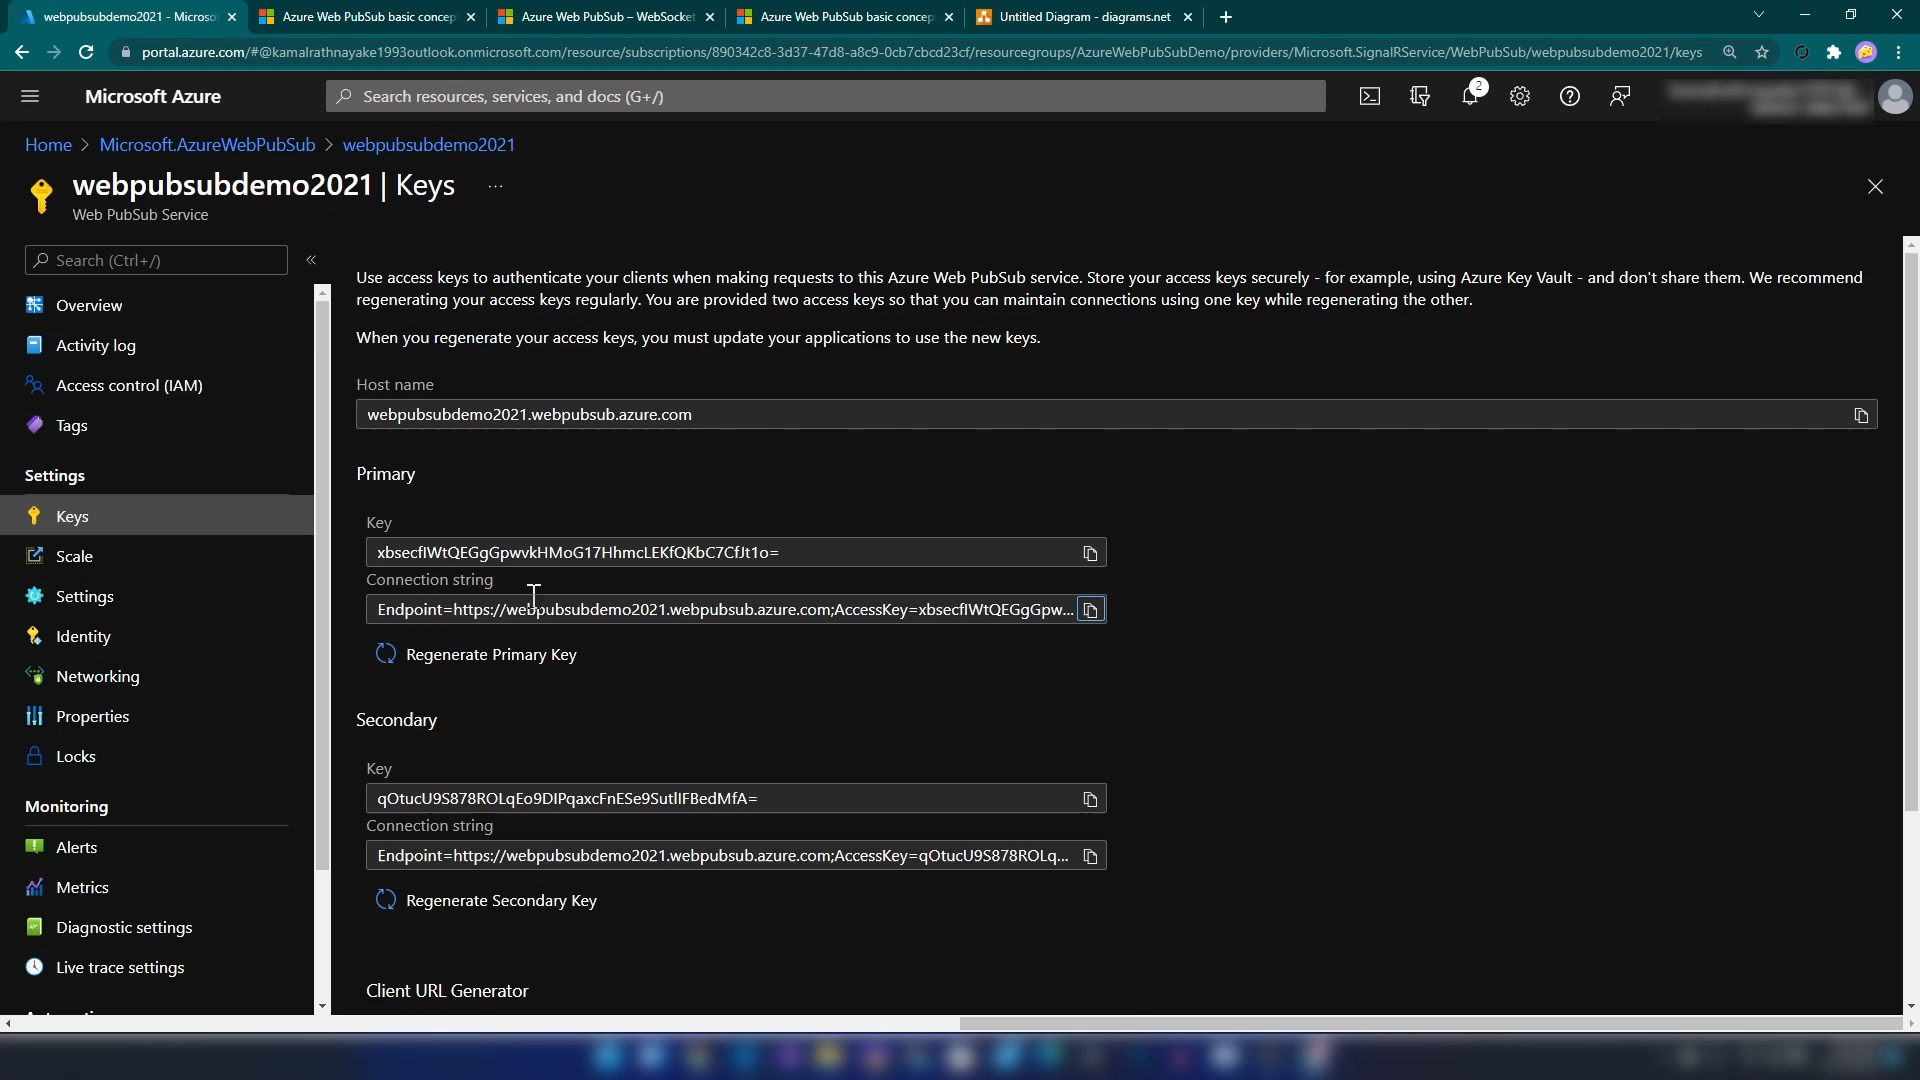 webpubsubdemo2021 - Microso
Azure Web PubSub basic concep
Azure Web PubSub – WebSocket
Azure Web PubSub basic concep
Untitled Diagram - diagrams.net
portal.azure.com/#@kamalrathnayake1993outlook.onmicrosoft.com/resource/subscriptions/890342c8-3d37-47d8-a8c9-0cb7cbcd23cf/resourcegroups/AzureWebPubSubDemo/providers/Microsoft.SignalRService/WebPubSub/webpubsubdemo2021/keys
Microsoft Azure
Search resources, services, and docs (G+/)
2
Home > Microsoft.AzureWebPubSub > webpubsubdemo2021
webpubsubdemo2021 | Keys ...
Web PubSub Service
Search (Ctrl+/)
«
Overview
Activity log
Access control (IAM)
Tags
Settings
Keys
Scale
Settings
Identity
Networking
Properties
Locks
Monitoring
Alerts
Metrics
Diagnostic settings
Live trace settings
Use access keys to authenticate your clients when making requests to this Azure Web PubSub service. Store your access keys securely - for example, using Azure Key Vault - and don't share them. We recommend
regenerating your access keys regularly. You are provided two access keys so that you can maintain connections using one key while regenerating the other.
When you regenerate your access keys, you must update your applications to use the new keys.
Host name
webpubsubdemo2021.webpubsub.azure.com
Primary
Key
xbsecflWtQEGgGpwvkHMoG17HhmcLEKfQKbC7CfJt1o=
Connection string
Endpoint=https://webpubsubdemo2021.webpubsub.azure.com;AccessKey=xbsecflWtQEGgGpw...
Regenerate Primary Key
Secondary
Key
qOtucU9S878ROLqEo9DIPqaxcFnESe9SutlIFBedMfA=
Connection string
Endpoint=https://webpubsubdemo2021.webpubsub.azure.com;AccessKey=qOtucU9S878ROLq...
Regenerate Secondary Key
Client URL Generator